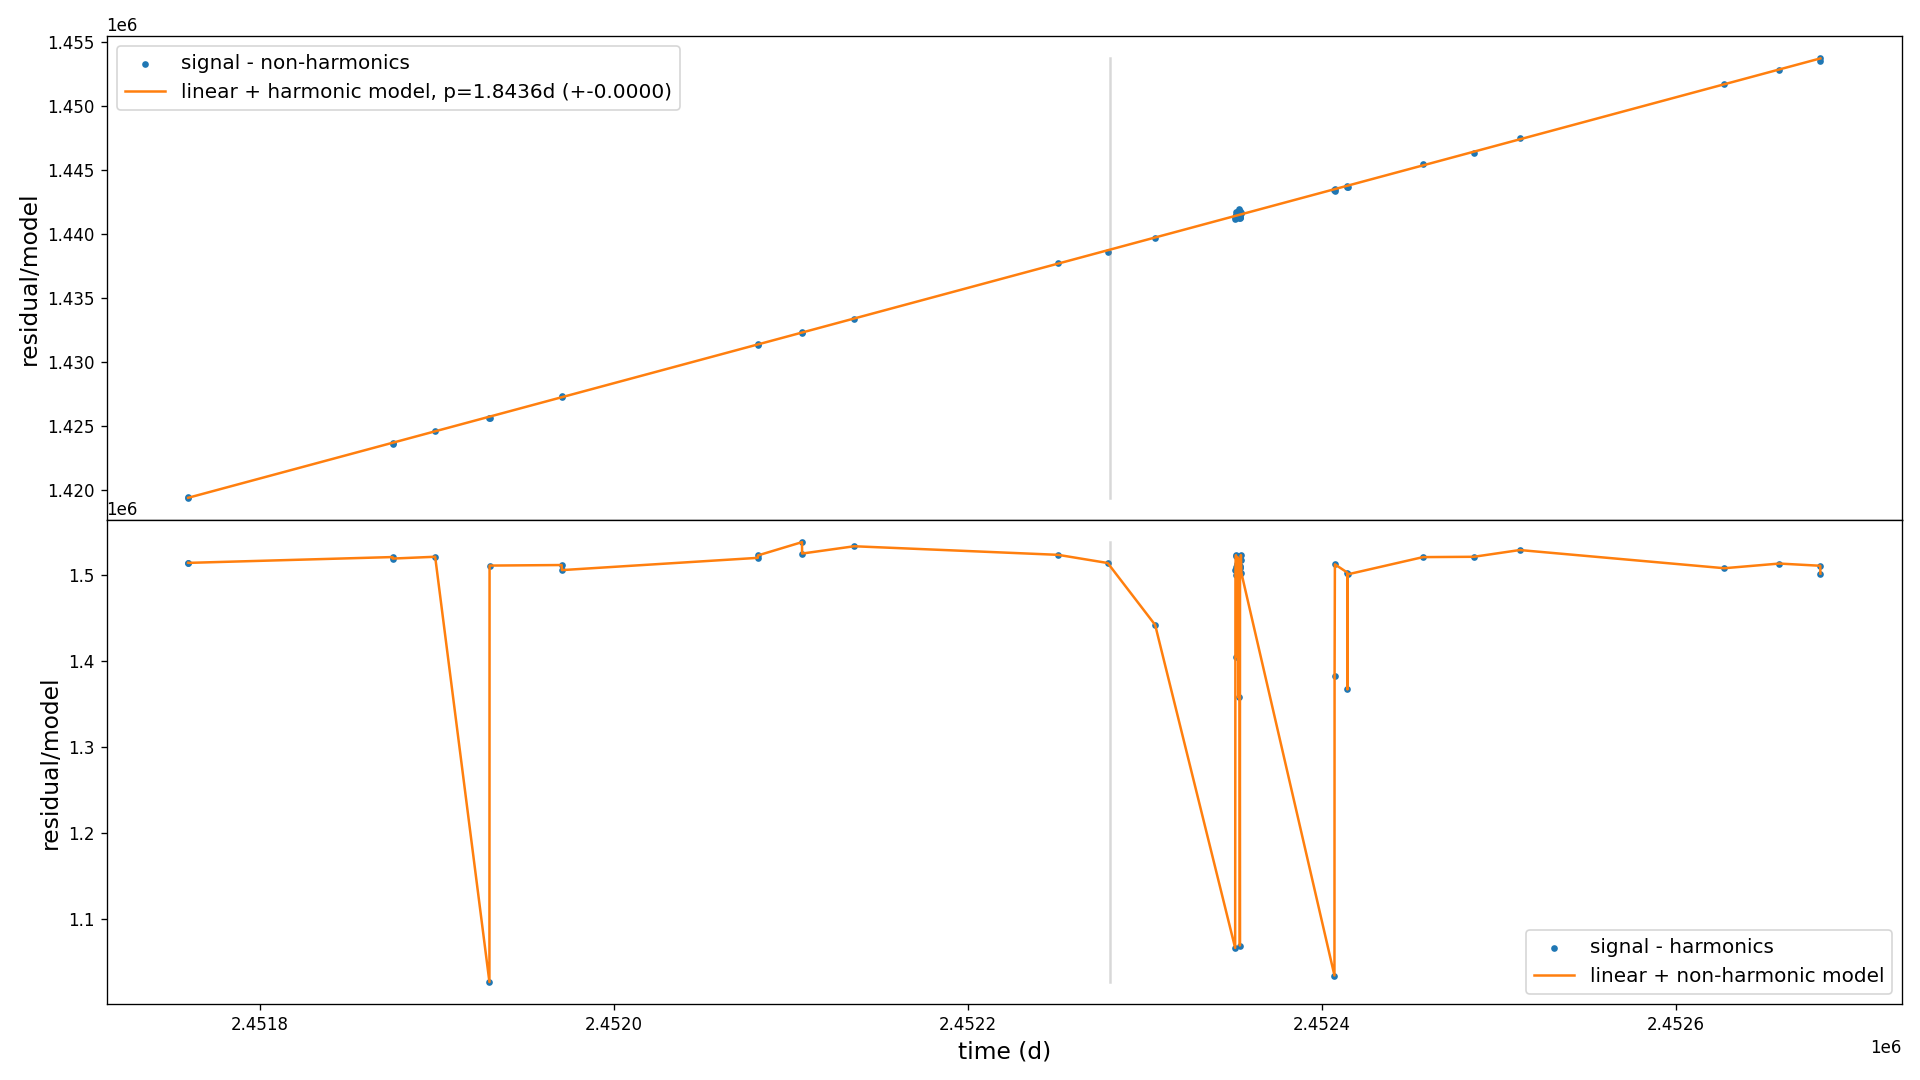 1e6
1.455
1.450
1.445
1.440
1.435
1.430
1.425
1.420
residual/model
signal - non-harmonics
linear + harmonic model, p=1.8436d (+-0.0000)
1e6
1.5
1.4
1.3
1.2
1.1
residual/model
signal - harmonics
linear + non-harmonic model
2.4518 2.4520 2.4522 2.4524 2.4526
time (d)
1e6